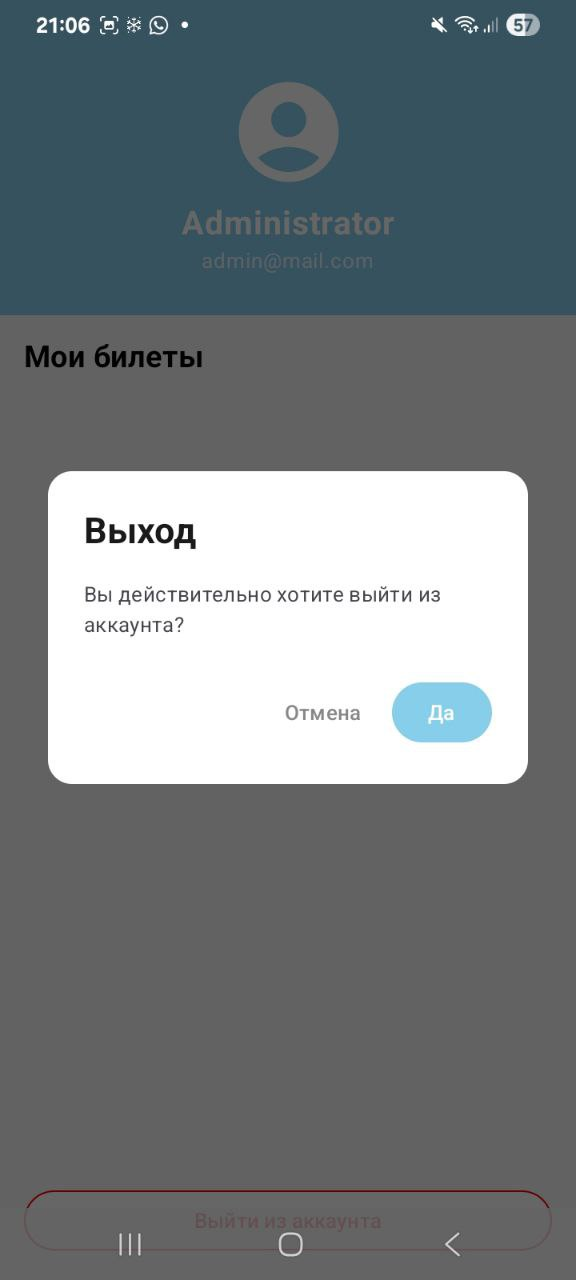 21:06
57
Administrator
admin@mail.com
Мои билеты
Выход
Вы действительно хотите выйти из
аккаунта?
Отмена
Да
Выйти из аккаунта